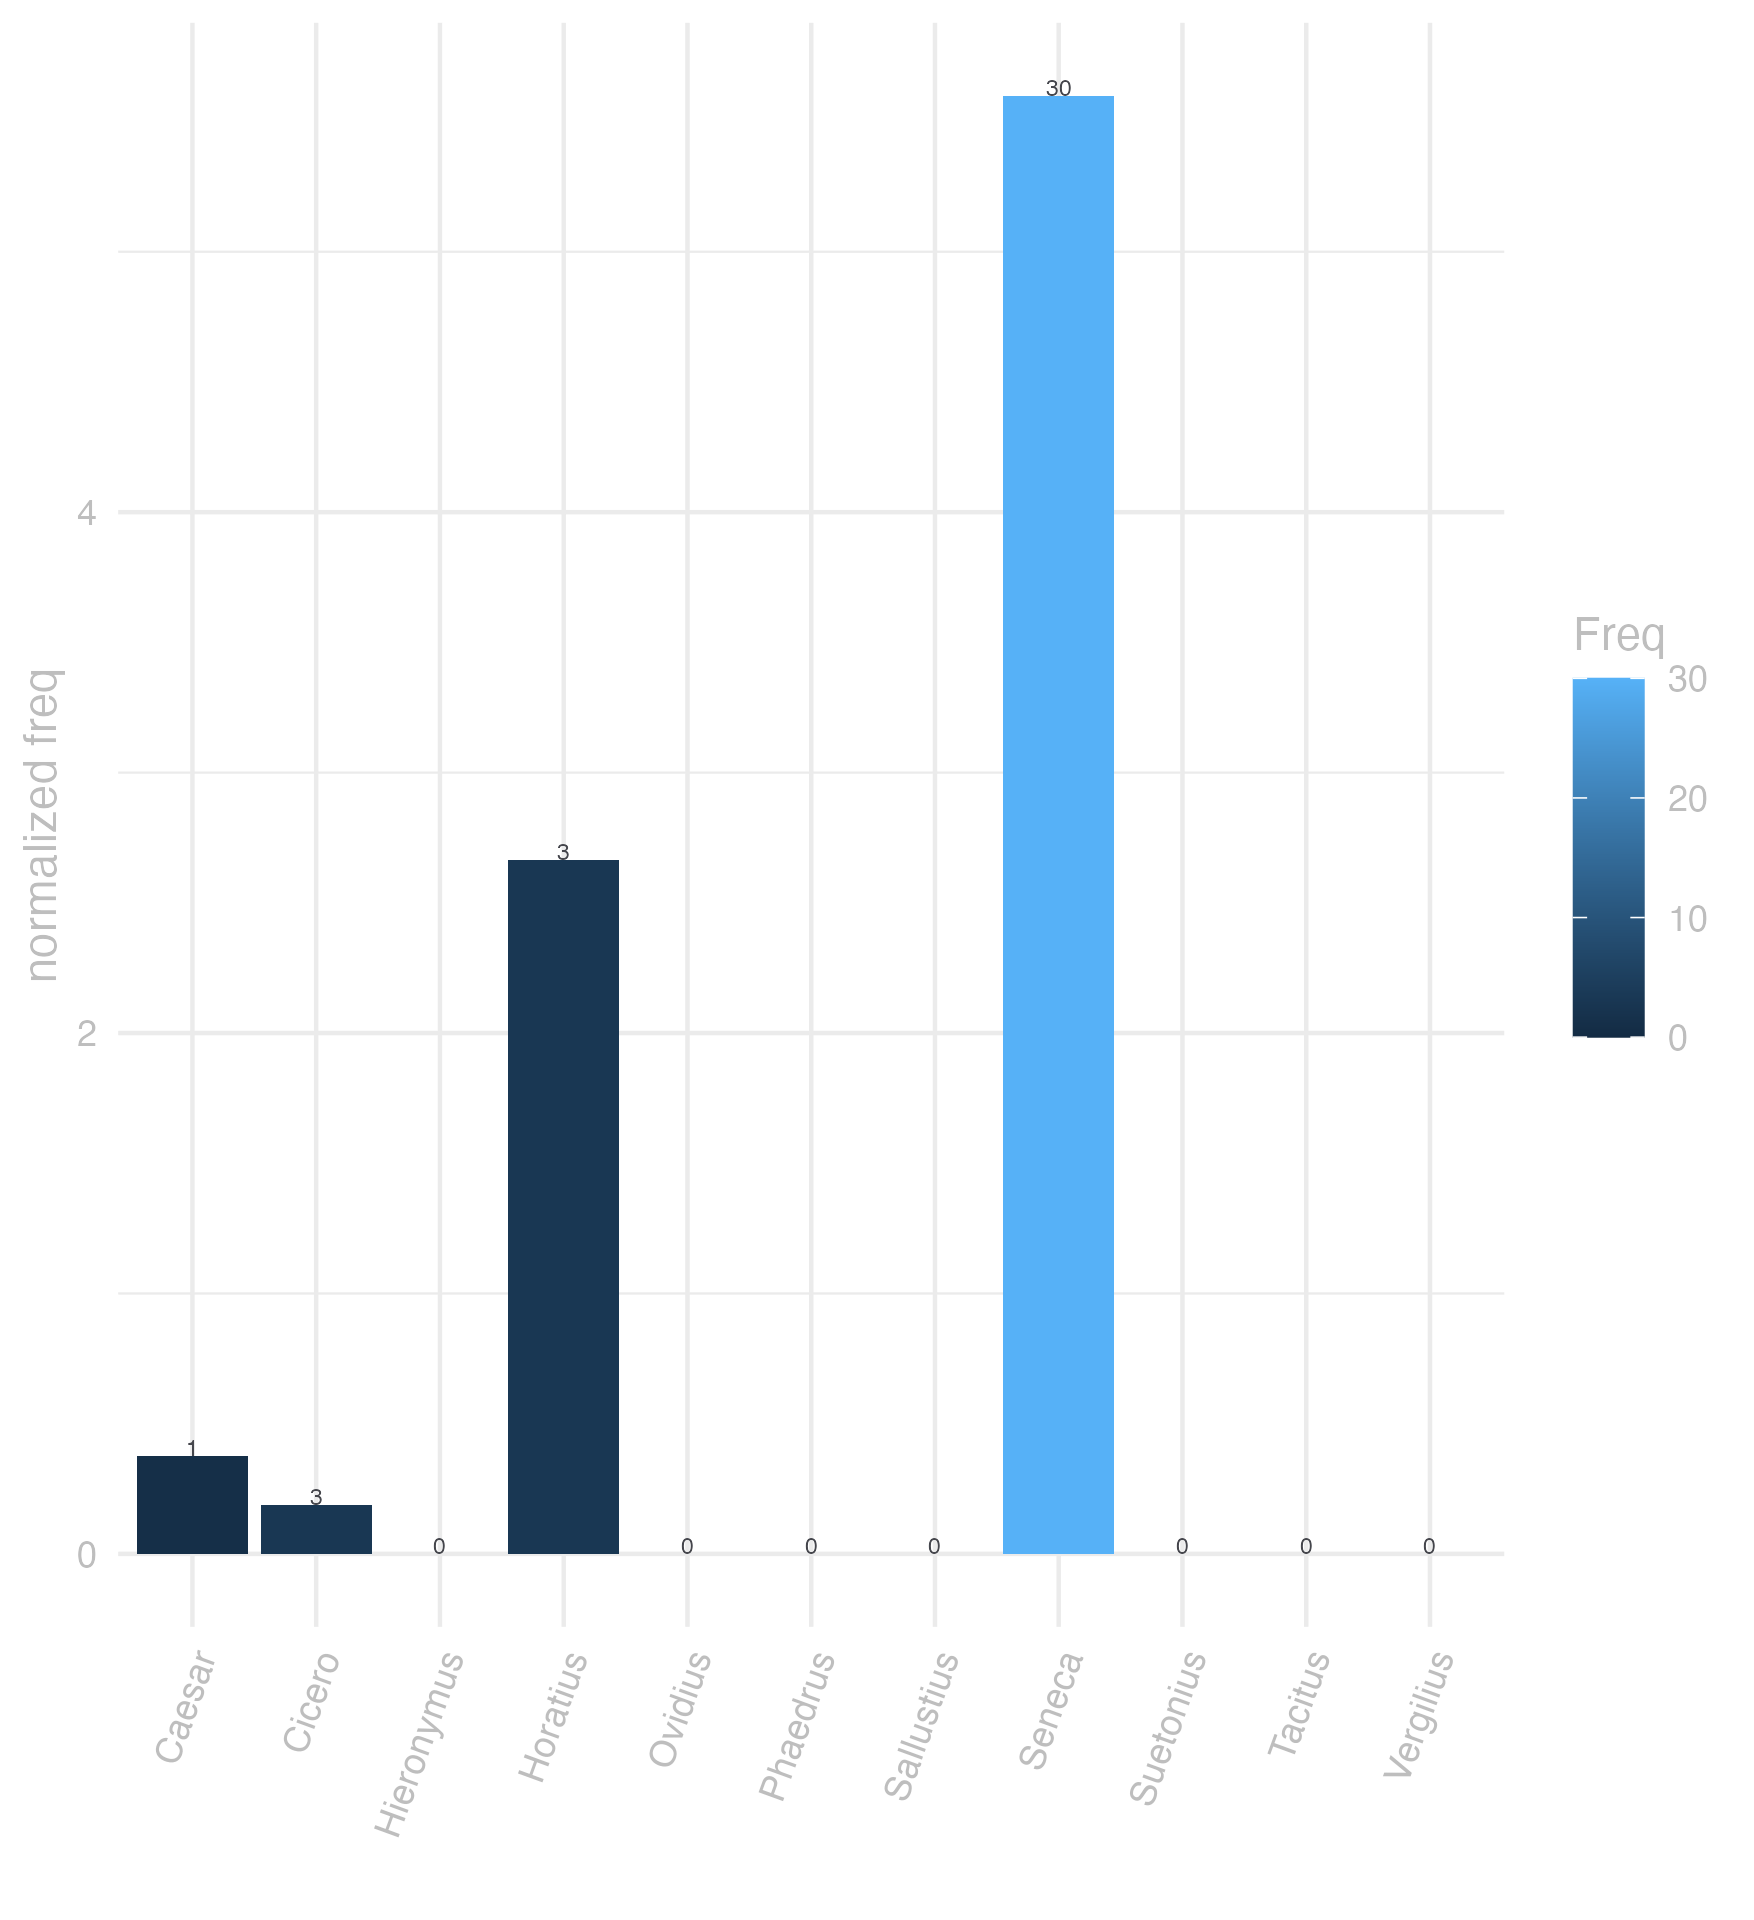 30
4
3
2
1
3
0
0
0
0
0
0
0
0
normalized freq
Caesar
Cicero
Hieronymus
Horatius
Ovidius
Phaedrus
Sallustius
Seneca
Suetonius
Tacitus
Vergilius
Freq
30
20
10
0